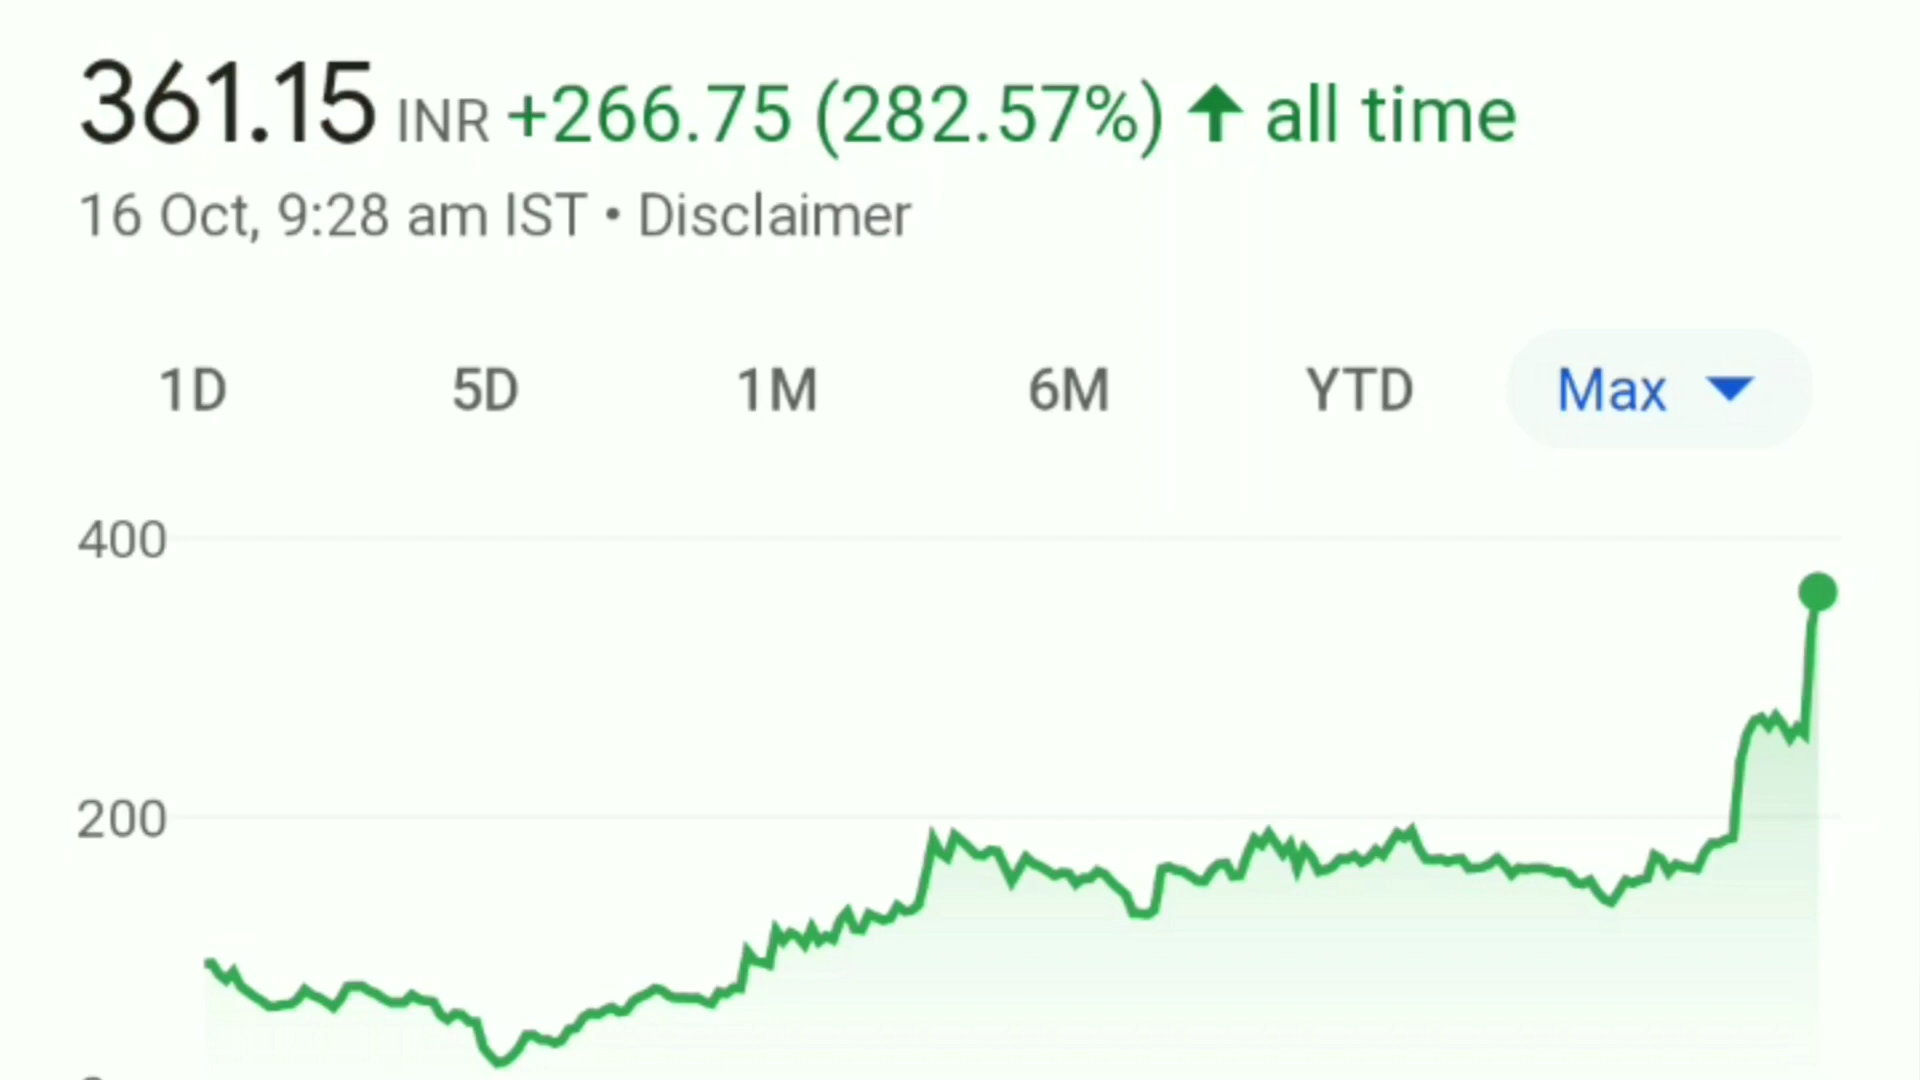 361.15 INR +266.75 (282.57%) ↑ all time
16 Oct, 9:28 am IST • Disclaimer
1D 5D 1M 6M YTD Max
400
200